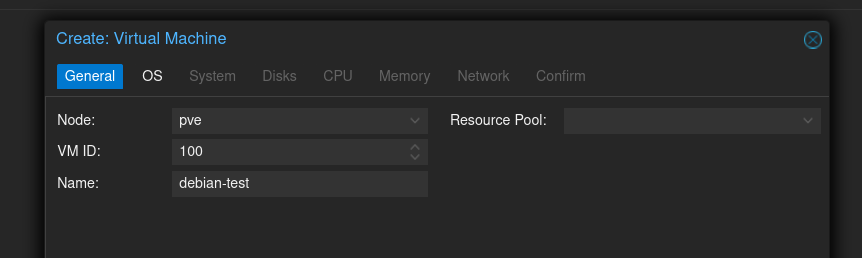 Create: Virtual Machine
General OS System Disks CPU Memory Network Confirm
Node: pve Resource Pool:
VM ID: 100
Name: debian-test